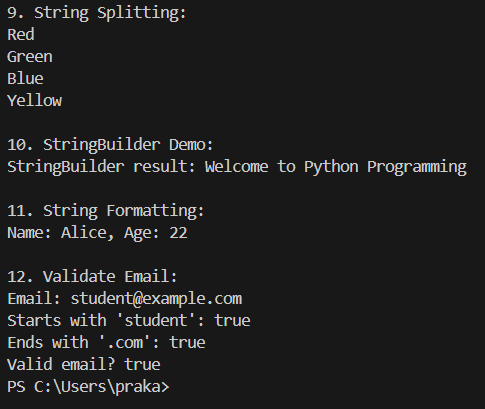 9. String Splitting:
Red
Green
Blue
Yellow
10. StringBuilder Demo:
StringBuilder result: Welcome to Python Programming
11. String Formatting:
Name: Alice, Age: 22
12. Validate Email:
Email: student@example.com
Starts with 'student': true
Ends with '.com': true
Valid email? true
PS C:\Users\praka>